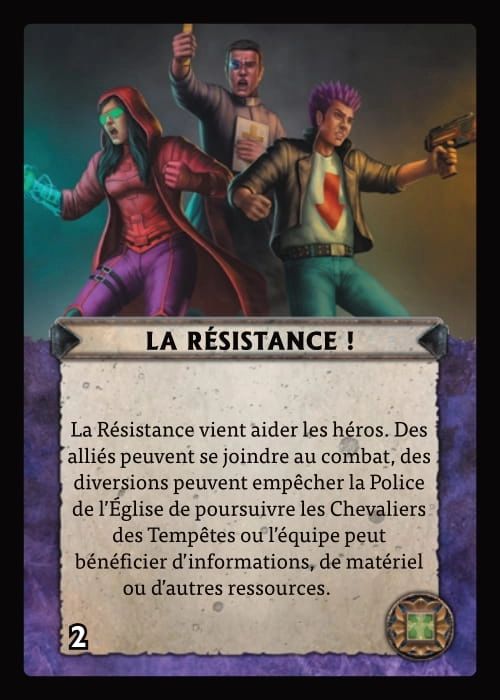 LA RÉSISTANCE !
La Résistance vient aider les héros. Des
alliés peuvent se joindre au combat, des
diversions peuvent empêcher la Police
de l'Église de poursuivre les Chevaliers
des Tempêtes ou l'équipe peut
bénéficier d'informations, de matériel
ou d'autres ressources.
2